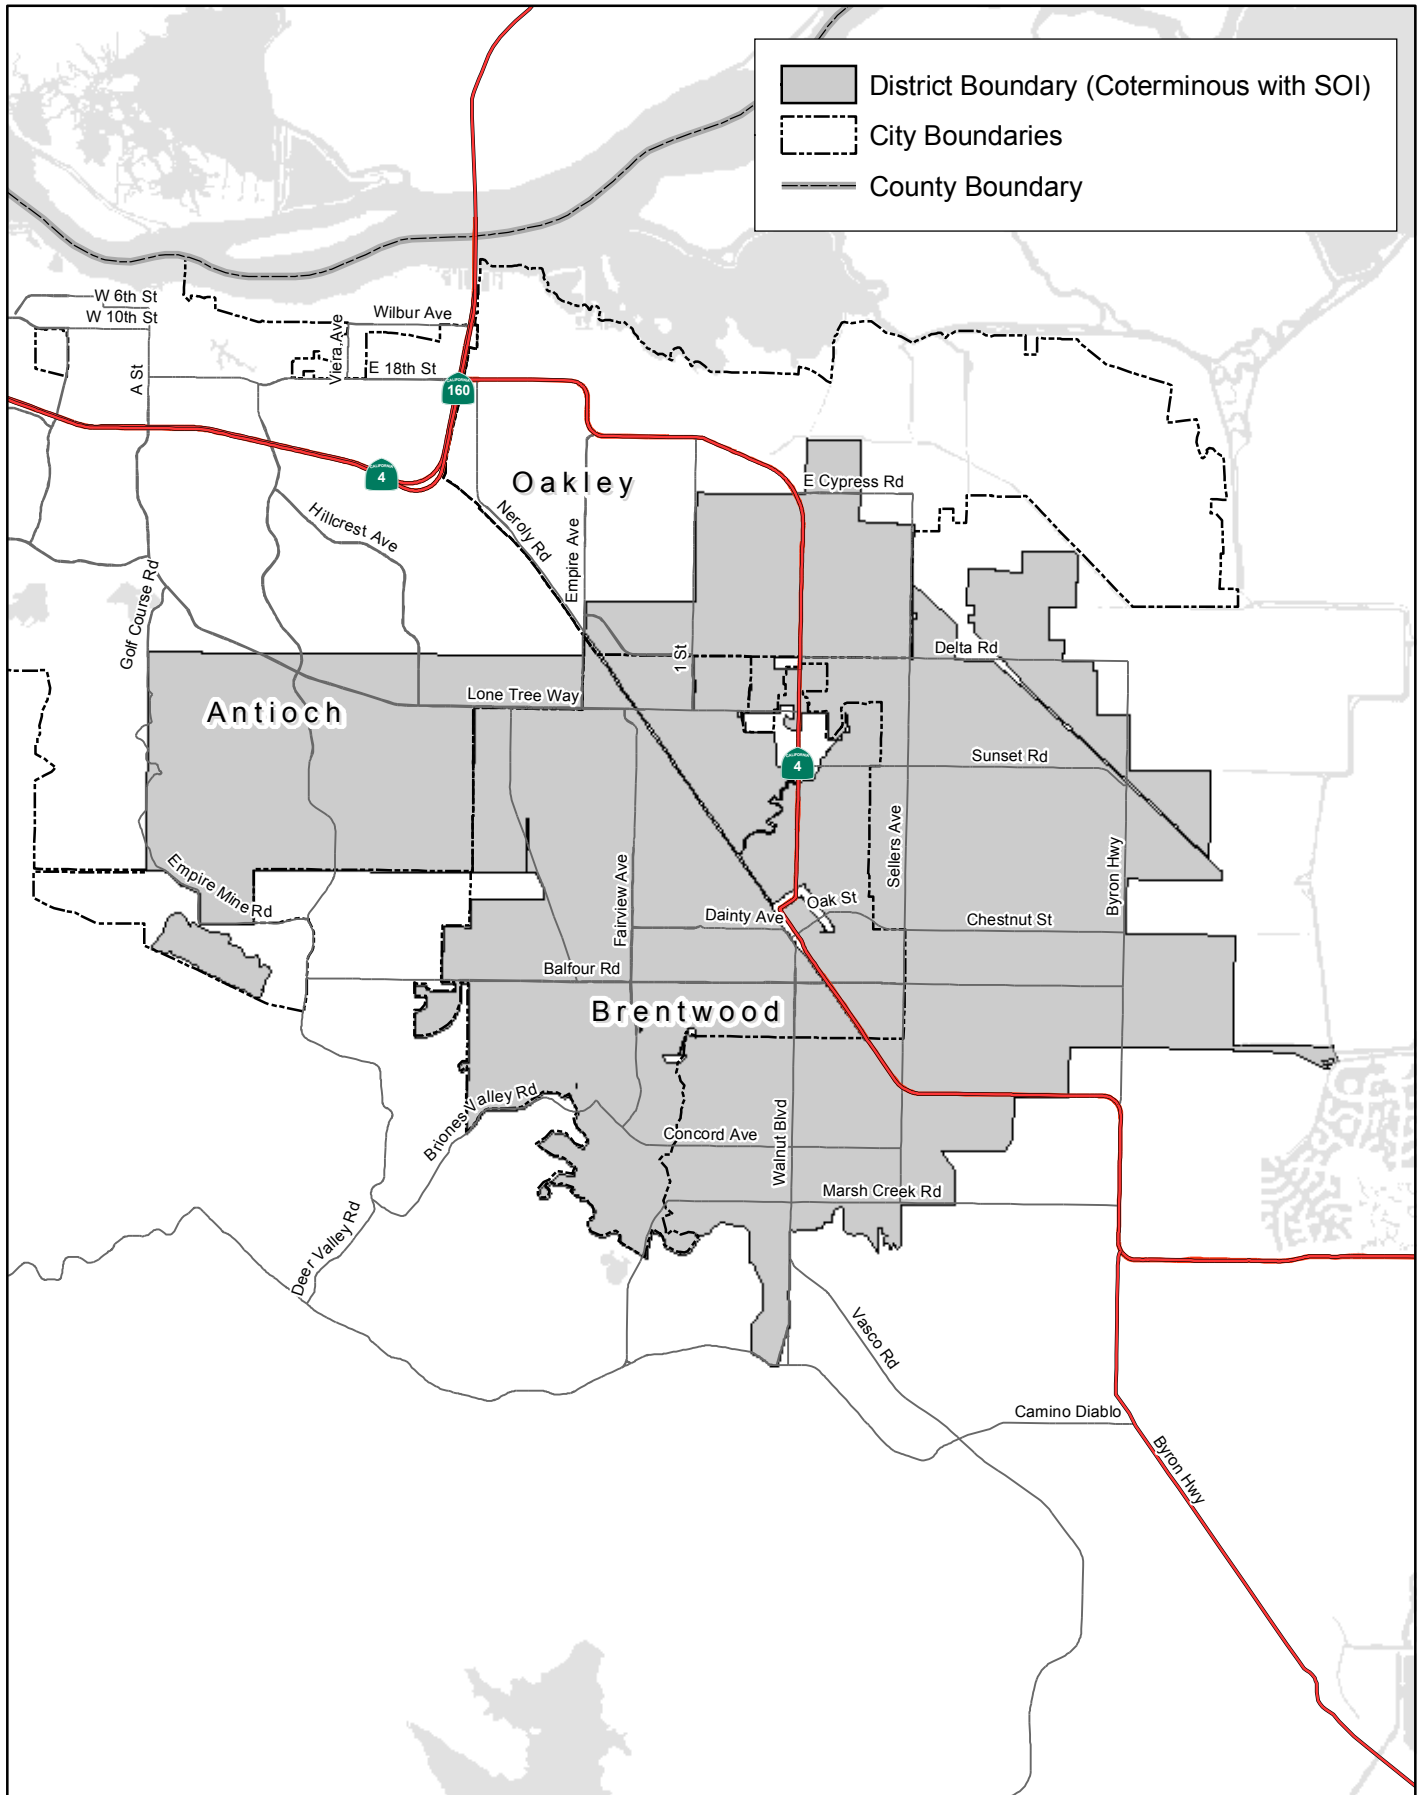 District Boundary (Coterminous with SOI)
City Boundaries
County Boundary
W 6th St
W 10th St
Wilbur Ave
Viera Ave
E 18th St
A St
CALIFORNIA
160
CALIFORNIA
4
Oakley
E Cypress Rd
Hillcrest Ave
Neroly Rd
Empire Ave
Golf Course Rd
1 St
Delta Rd
Lone Tree Way
Antioch
CALIFORNIA
4
Sunset Rd
Sellers Ave
Byron Hwy
Empire Mine Rd
Fairview Ave
Dainty Ave
Oak St
Chestnut St
Balfour Rd
Brentwood
Briones Valley Rd
Concord Ave
Walnut Blvd
Marsh Creek Rd
Deer Valley Rd
Vasco Rd
Camino Diablo
Byron Hwy